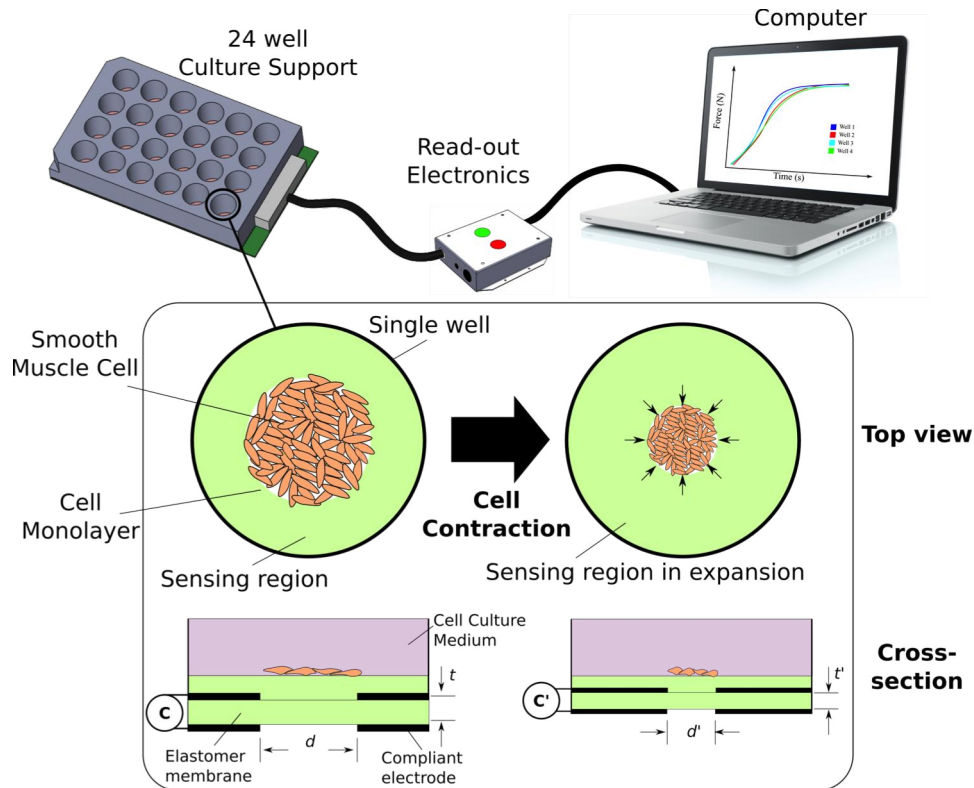 24 well
Culture Support
Read-out
Electronics
Computer
Force (N)
Well 1
Well 2
Well 3
Well 4
Time (s)
Smooth
Muscle Cell
Single well
Cell
Monolayer
Sensing region
Cell
Contraction
Sensing region in expansion
Top view
Cell Culture
Medium
t
C
d
Elastomer
membrane
Compliant
electrode
t'
C'
d'
Cross-
section